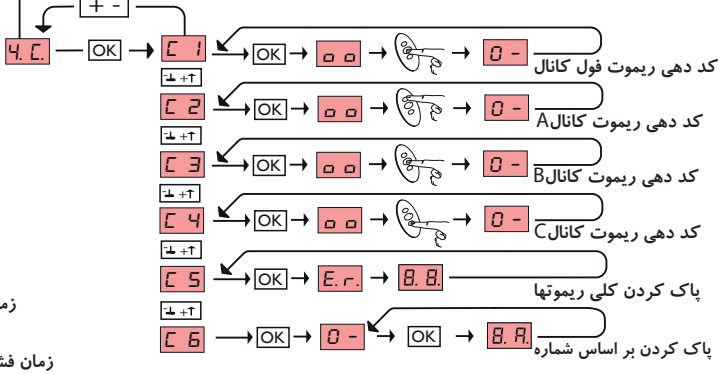 + -
4. C. OK C 1 OK o o 0 -
کد دهی ریموت فول کانال
-⊥ +↑
C 2 OK o o 0 -
کد دهی ریموت کانالA
-⊥ +↑
C 3 OK o o 0 -
کد دهی ریموت کانالB
-⊥ +↑
C 4 OK o o 0 -
کد دهی ریموت کانالC
-⊥ +↑
C 5 OK E. r. 8. 8.
پاک کردن کلی ریموتها
-⊥ +↑
C 6 OK 0 - OK 8. A.
پاک کردن بر اساس شماره
زمان فش